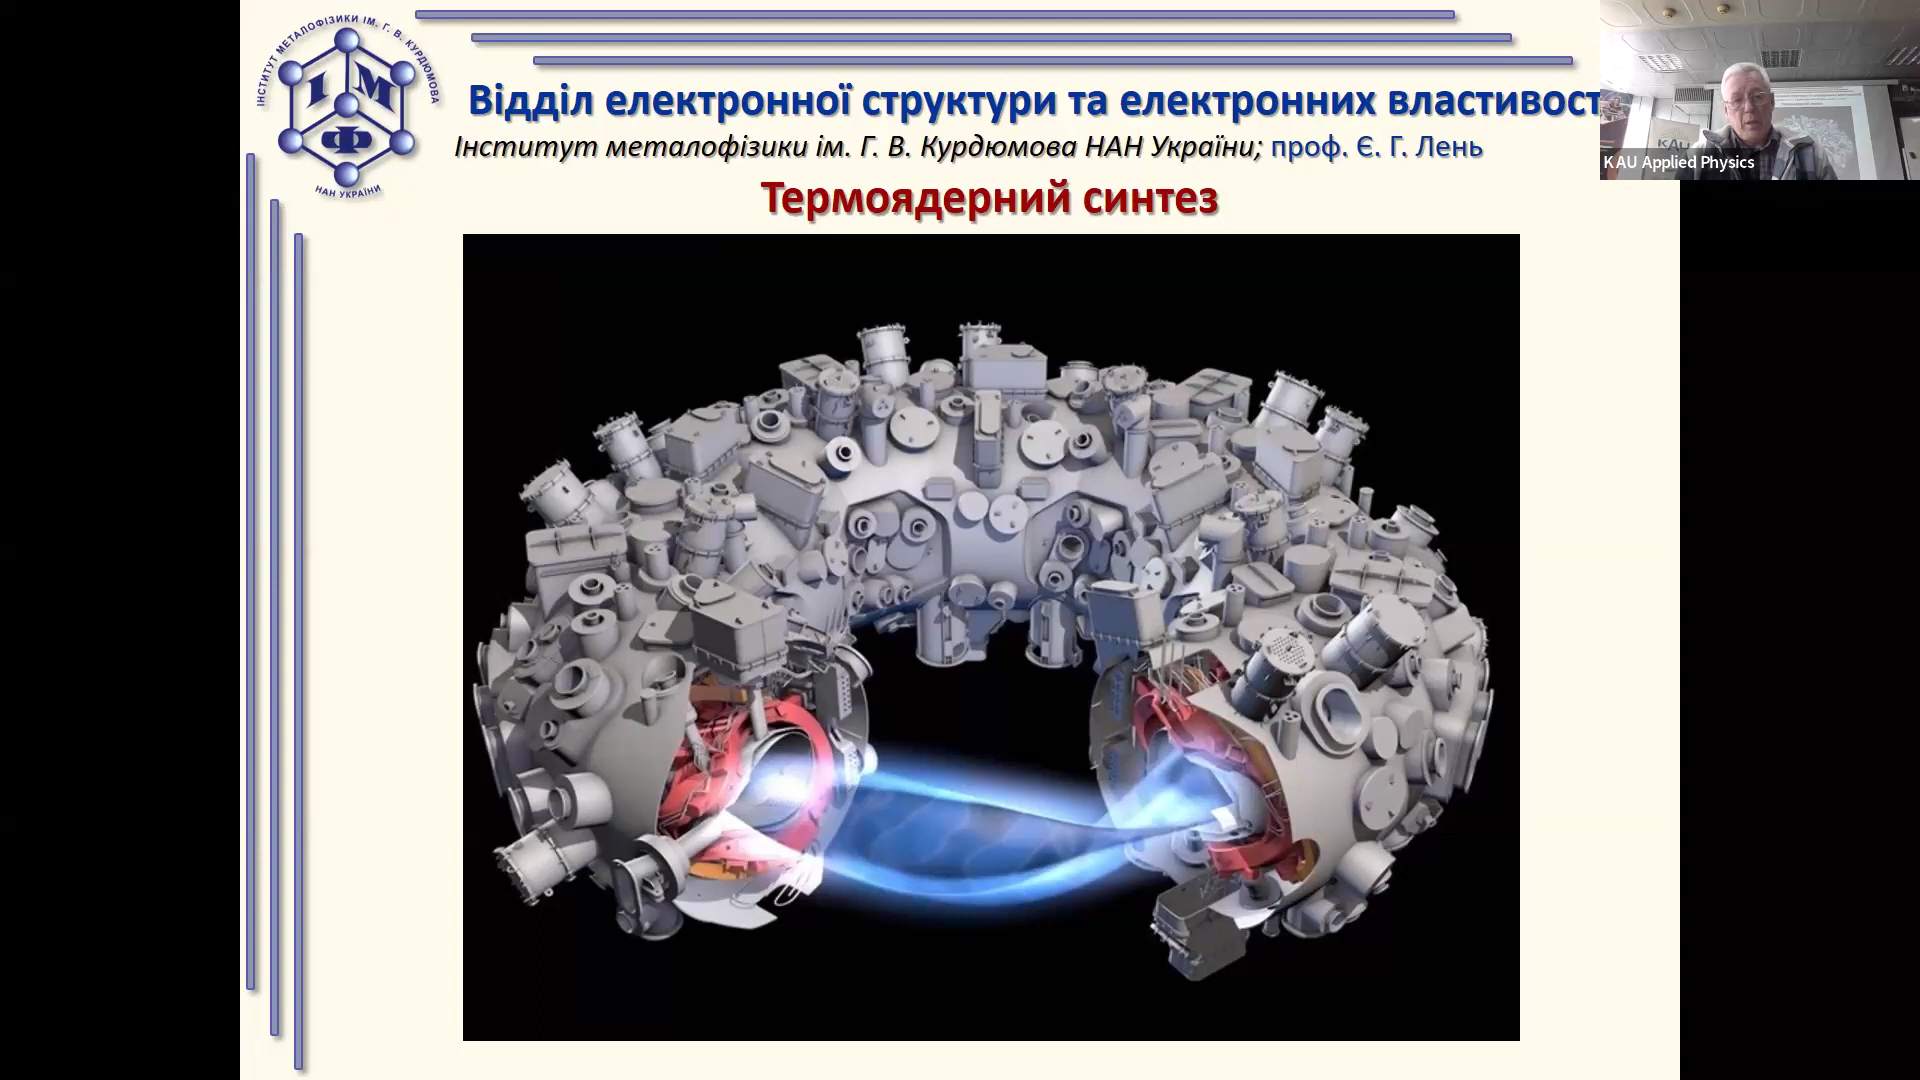 ІНСТИТУТ МЕТАЛОФІЗИКИ ІМ. Г. В. КУРДЮМОВА
І М
Ф
НАН УКРАЇНИ
Відділ електронної структури та електронних властивост
Інститут металофізики ім. Г. В. Курдюмова НАН України; проф. Є. Г. Лень
Термоядерний синтез
KAU
KAU Applied Physics